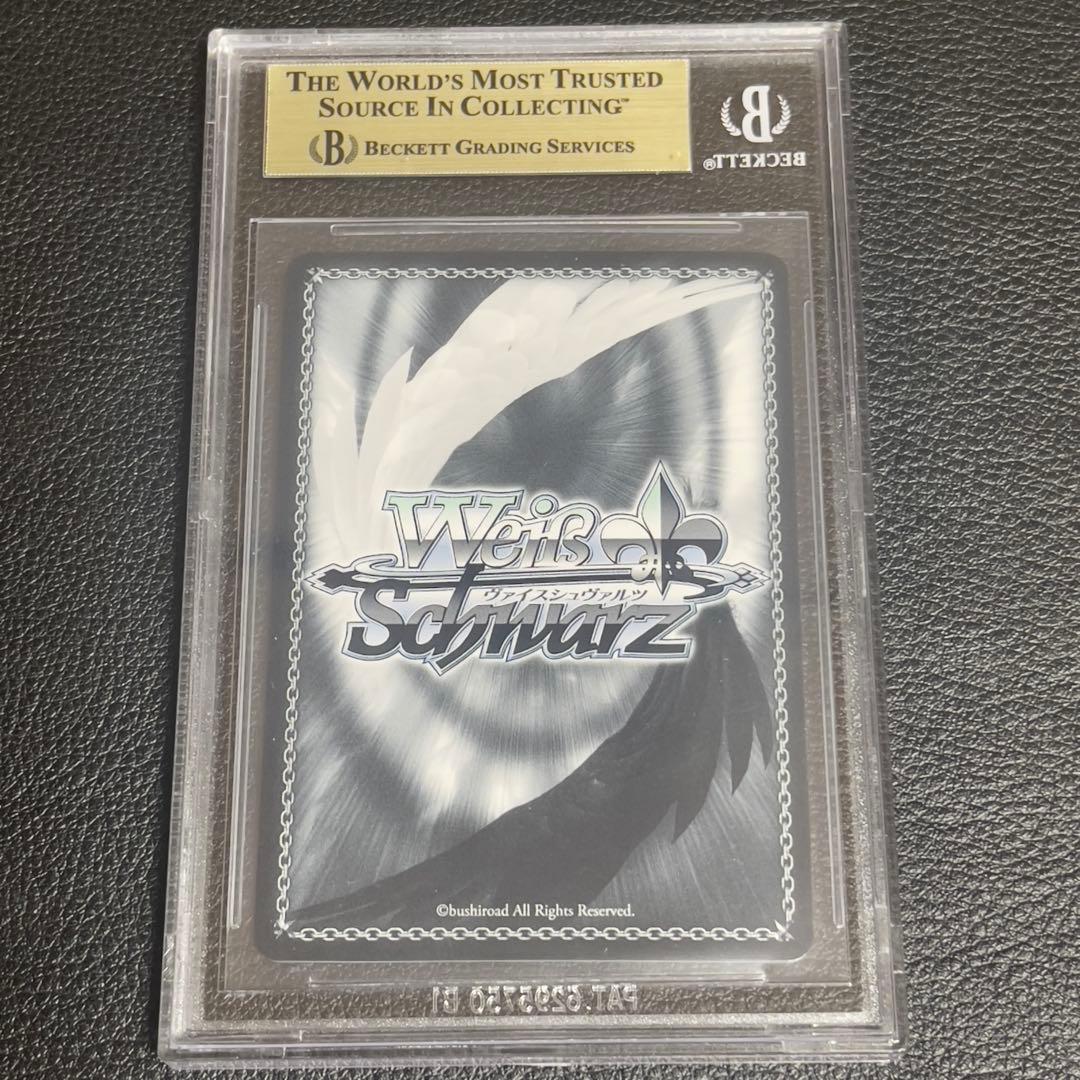 THE WORLD'S MOST TRUSTED
SOURCE IN COLLECTING™
B BECKETT GRADING SERVICES
B
BECKETT®
Weiß
ヴァイスシュヴァルツ
Schwarz
©bushiroad All Rights Reserved.
PAT.6295750 B1